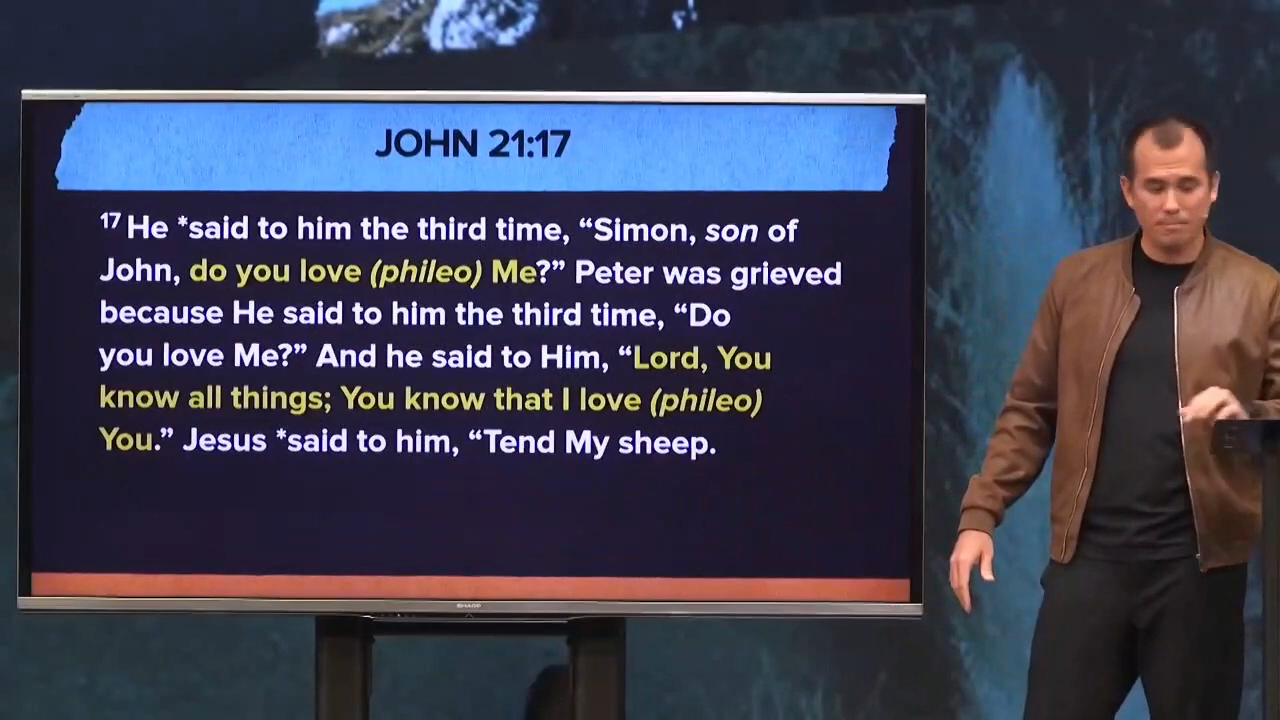 JOHN 21:17
17 He *said to him the third time, “Simon, son of
John, do you love (phileo) Me?” Peter was grieved
because He said to him the third time, “Do
you love Me?” And he said to Him, “Lord, You
know all things; You know that I love (phileo)
You.” Jesus *said to him, “Tend My sheep.
SHARP